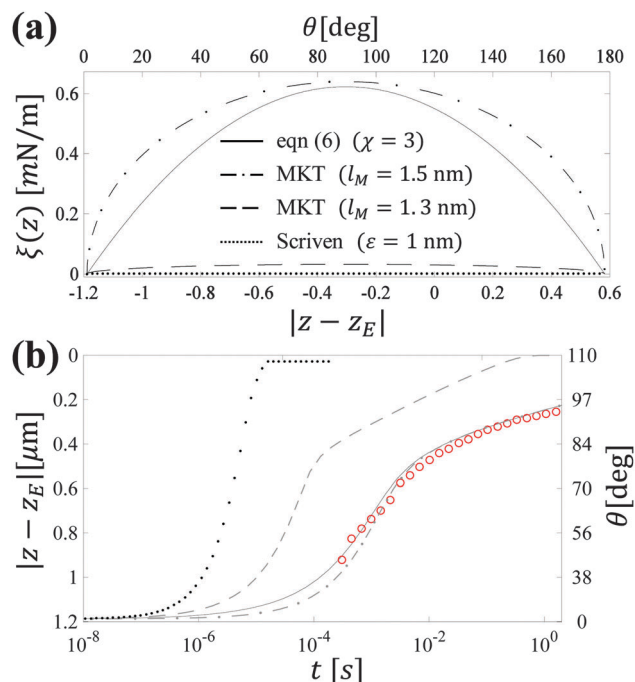 (a)
θ[deg]
0 20 40 60 80 100 120 140 160 180
ξ(z) [mN/m]
0.6
0.4
0.2
0
eqn (6) (χ = 3)
MKT (l_M = 1.5 nm)
MKT (l_M = 1.3 nm)
Scriven (ε = 1 nm)
-1.2 -1 -0.8 -0.6 -0.4 -0.2 0 0.2 0.4 0.6
|z − z_E|
(b)
|z − z_E|[μm]
0
0.2
0.4
0.6
0.8
1
1.2
110
97
84
70
56
38
0
θ[deg]
10^-8 10^-6 10^-4 10^-2 10^0
t [s]